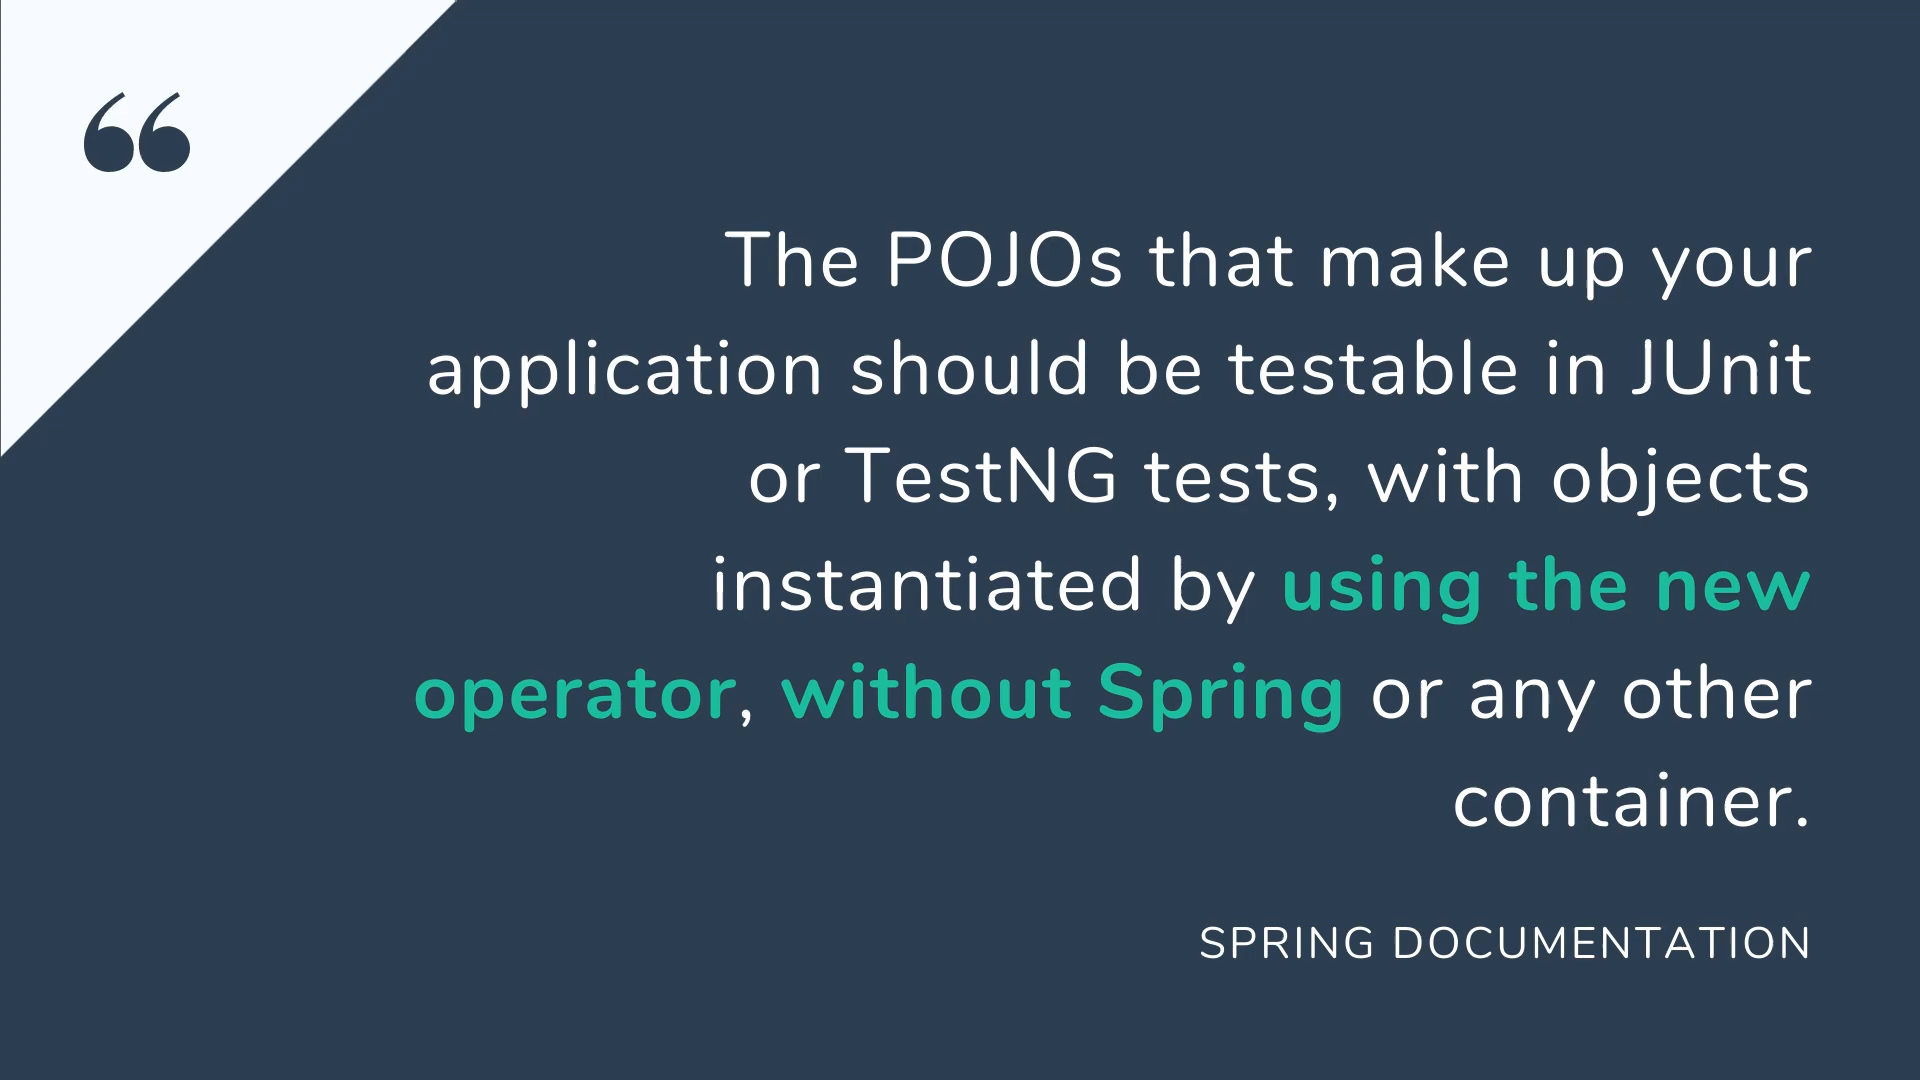 “
The POJOs that make up your
application should be testable in JUnit
or TestNG tests, with objects
instantiated by using the new
operator, without Spring or any other
container.
SPRING DOCUMENTATION